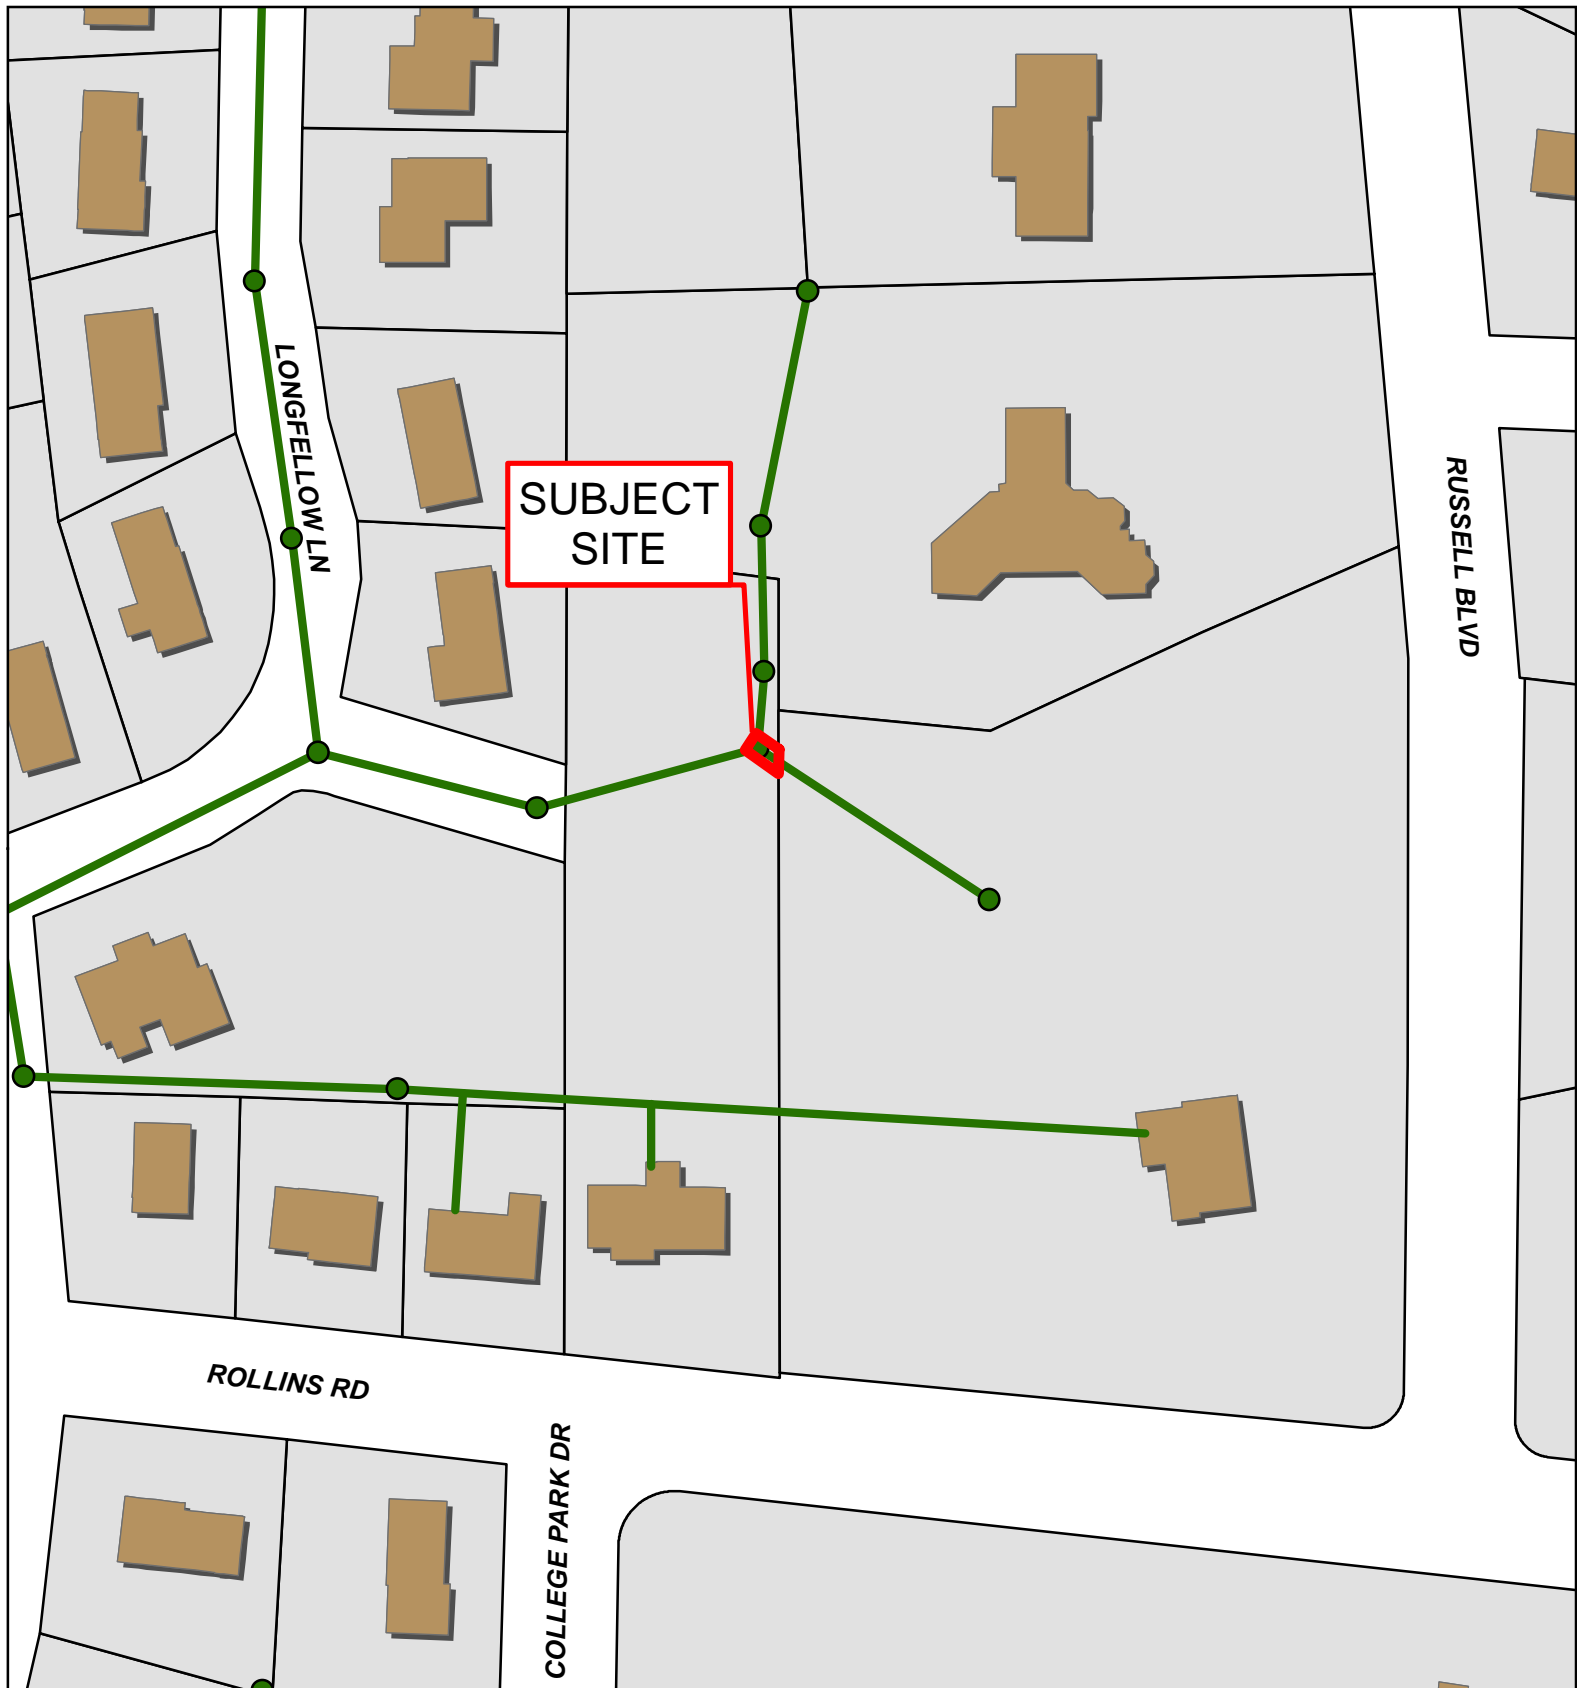 LONGFELLOW LN
SUBJECT
SITE
RUSSELL BLVD
ROLLINS RD
COLLEGE PARK DR